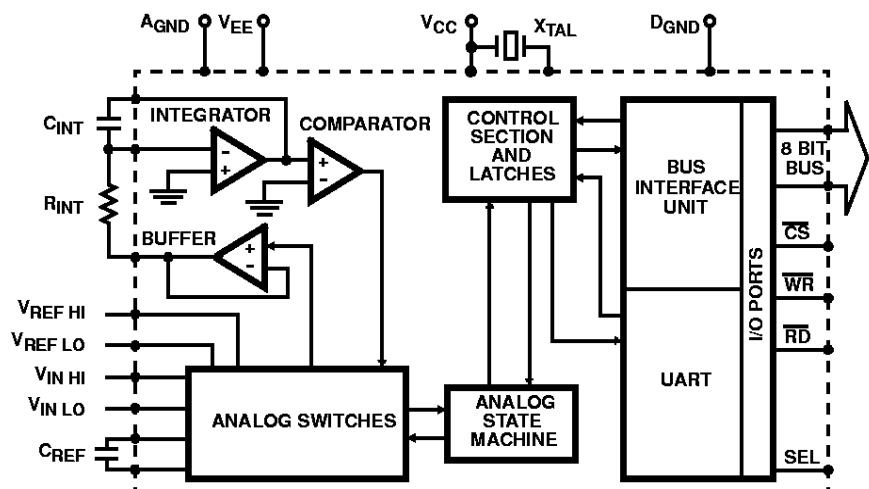 AGND
VEE
VCC
XTAL
DGND
CINT
INTEGRATOR
COMPARATOR
CONTROL
SECTION
AND
LATCHES
BUS
INTERFACE
UNIT
8 BIT
BUS
RINT
BUFFER
CS
WR
RD
I/O PORTS
VREF HI
VREF LO
VIN HI
VIN LO
CREF
ANALOG SWITCHES
ANALOG
STATE
MACHINE
UART
SEL